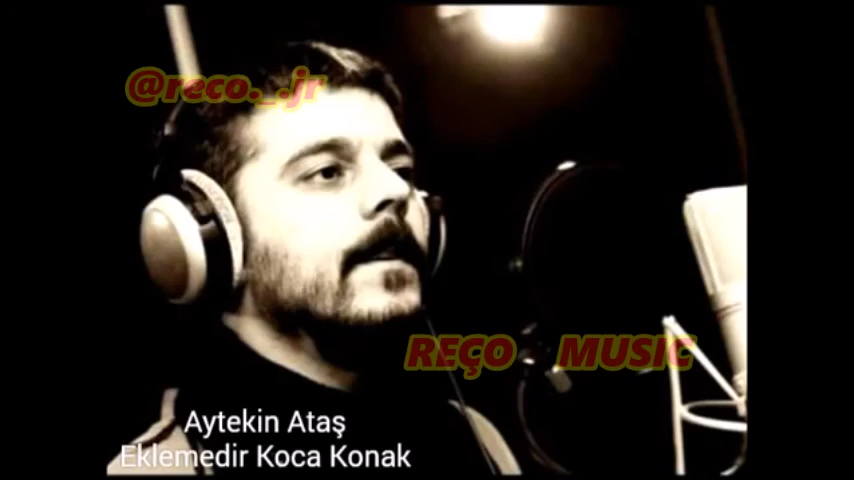 @reco._.jr
REÇO MUSIC
Aytekin Ataş
Eklemedir Koca Konak